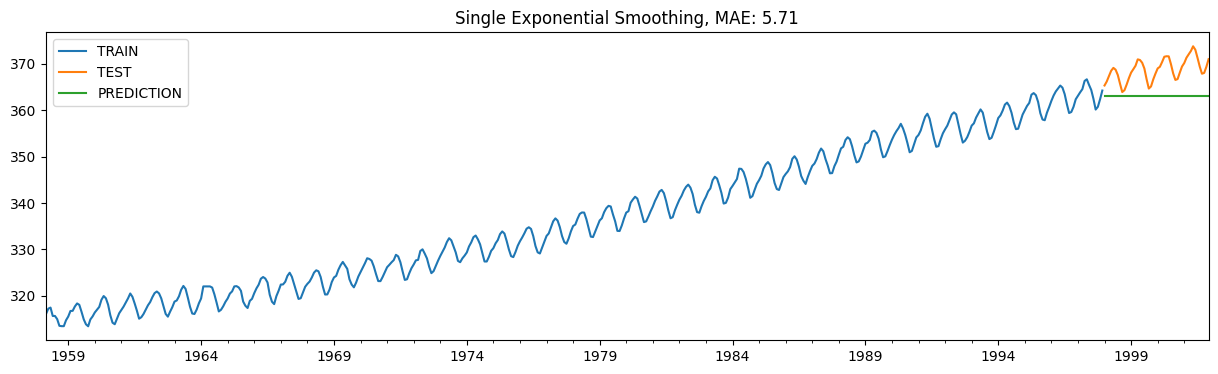 Single Exponential Smoothing, MAE: 5.71
TRAIN
TEST
PREDICTION
370
360
350
340
330
320
1959 1964 1969 1974 1979 1984 1989 1994 1999